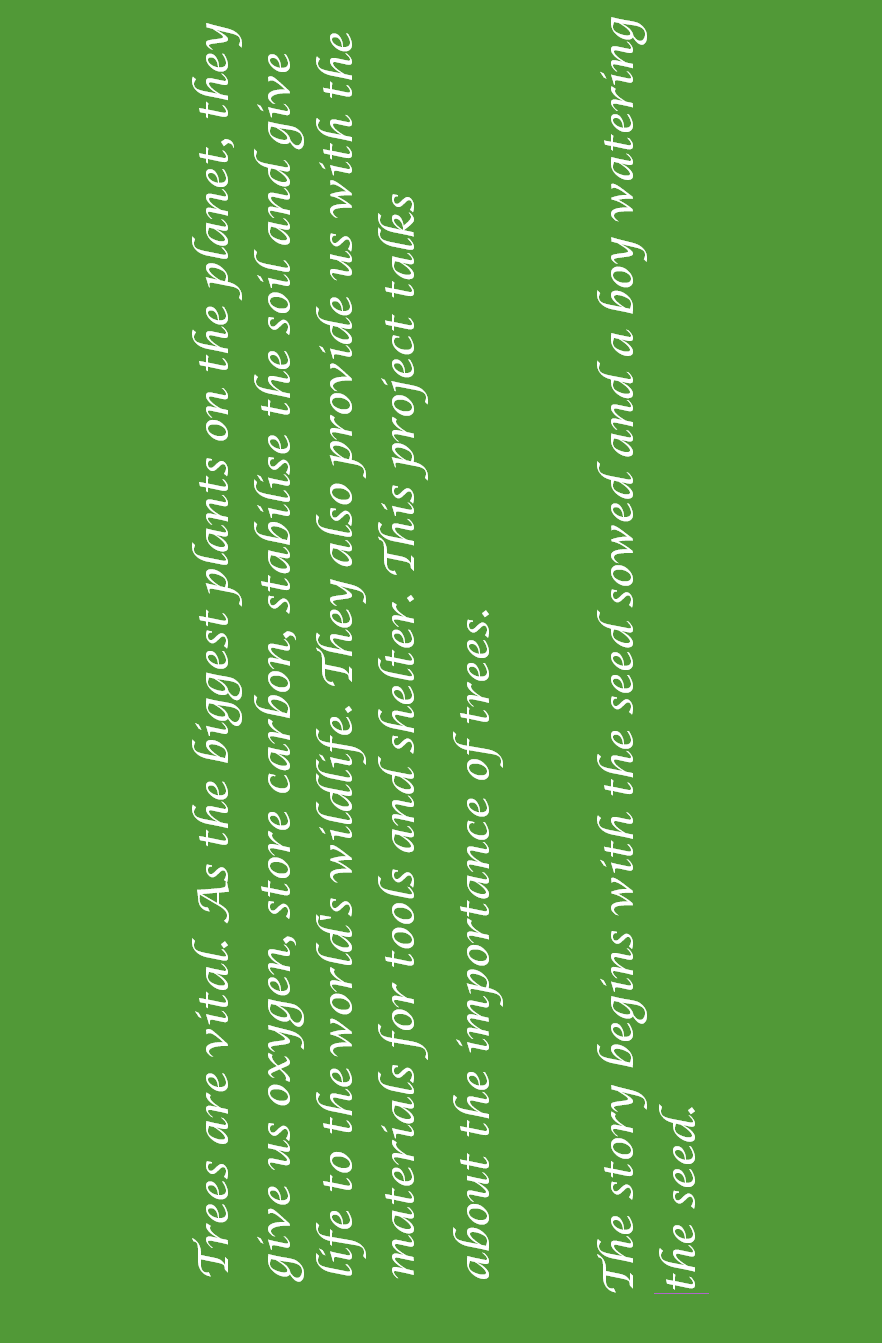 Trees are vital. As the biggest plants on the planet, they
give us oxygen, store carbon, stabilise the soil and give
life to the world's wildlife. They also provide us with the
materials for tools and shelter. This project talks
about the importance of trees.
The story begins with the seed sowed and a boy watering
the seed.